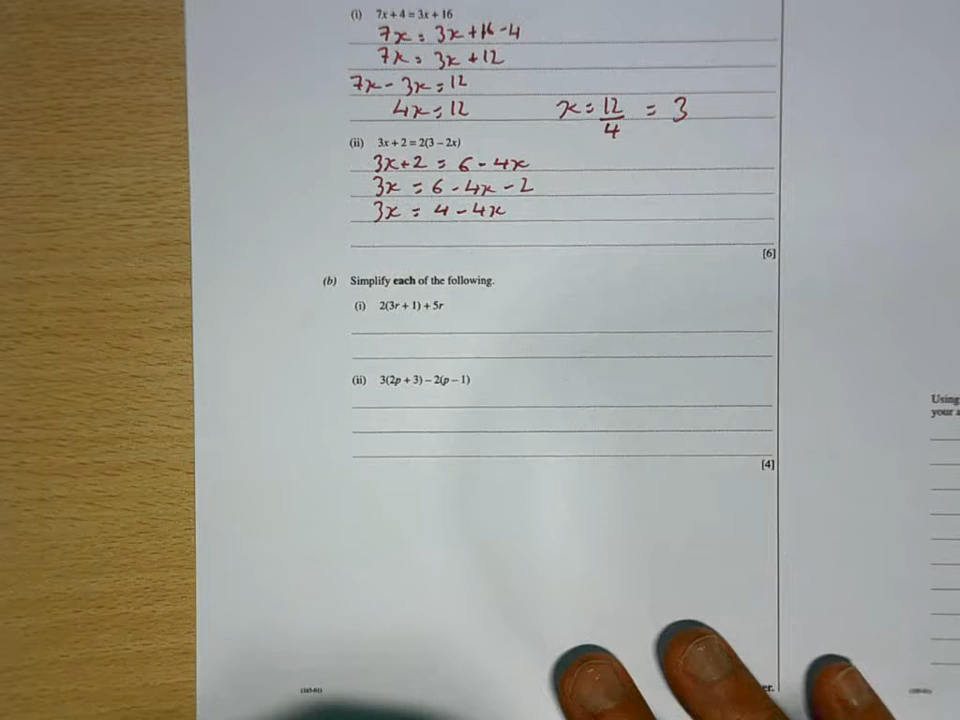 (i) 7x + 4 = 3x + 16
7x = 3x + 16 - 4
7x = 3x + 12
7x - 3x = 12
4x = 12 x = 12/4 = 3
(ii) 3x + 2 = 2(3 – 2x)
3x + 2 = 6 - 4x
3x = 6 - 4x - 2
3x = 4 - 4x
[6]
(b) Simplify each of the following.
(i) 2(3r + 1) + 5r
(ii) 3(2p + 3) – 2(p – 1)
[4]
Using
your a
er.